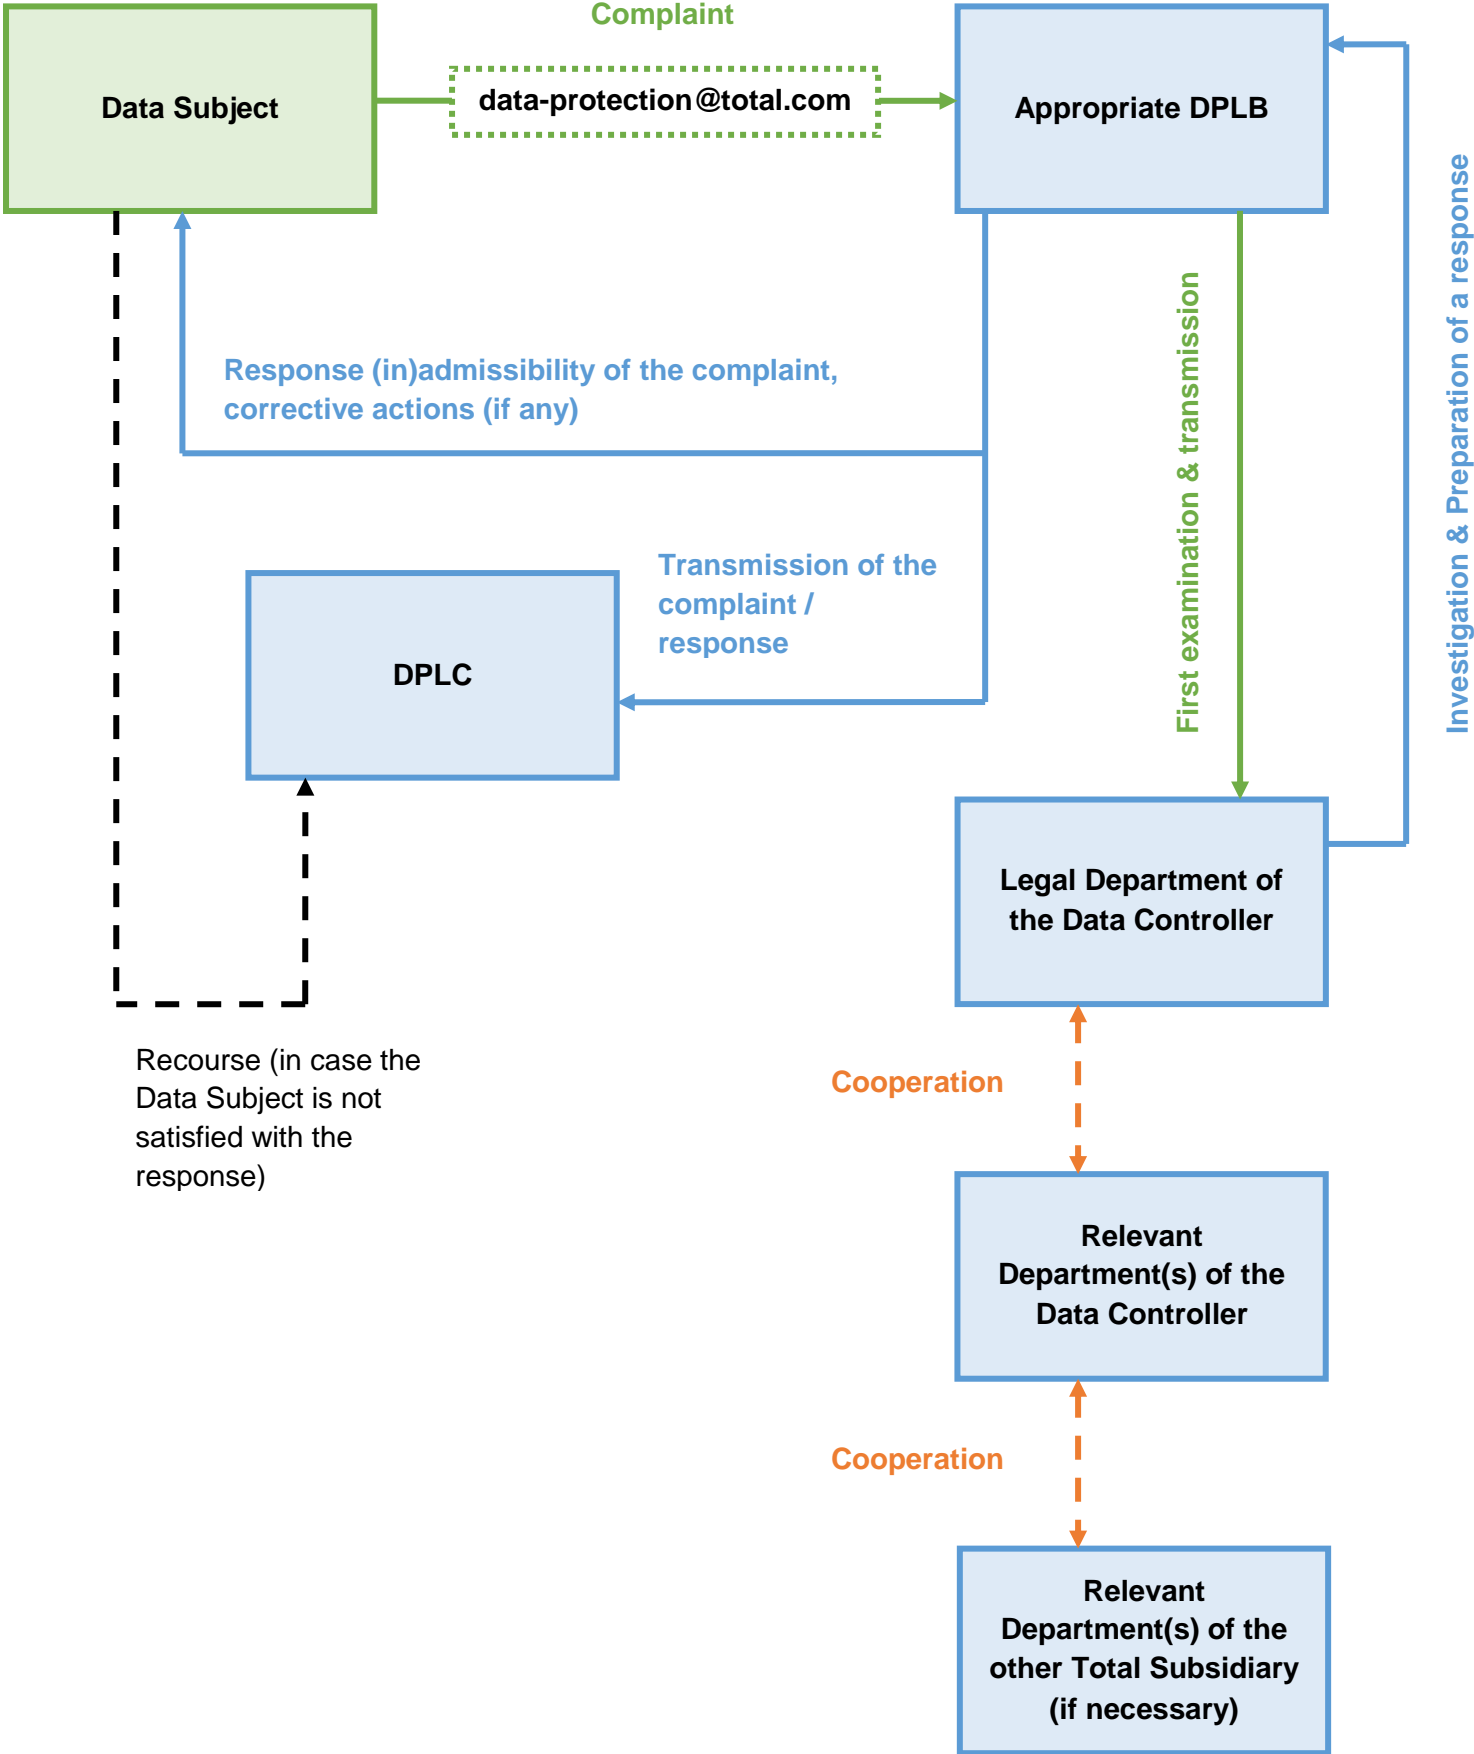 Complaint
Data Subject
data-protection@total.com
Appropriate DPLB
Investigation & Preparation of a response
First examination & transmission
Response (in)admissibility of the complaint,
corrective actions (if any)
Transmission of the
complaint /
response
DPLC
Legal Department of
the Data Controller
Recourse (in case the
Data Subject is not
satisfied with the
response)
Cooperation
Relevant
Department(s) of the
Data Controller
Cooperation
Relevant
Department(s) of the
other Total Subsidiary
(if necessary)